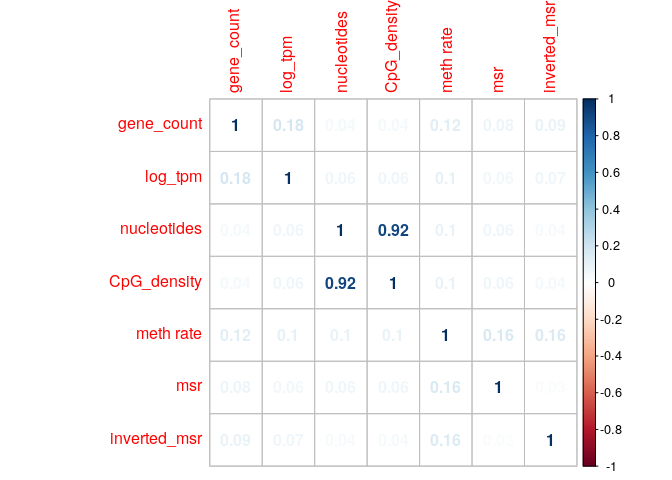 gene_count
log_tpm
nucleotides
CpG_density
meth rate
msr
Inverted_msr
gene_count 1 0.18 0.04 0.04 0.12 0.08 0.09
log_tpm 0.18 1 0.06 0.06 0.1 0.06 0.07
nucleotides 0.04 0.06 1 0.92 0.1 0.06 0.04
CpG_density 0.04 0.06 0.92 1 0.1 0.06 0.04
meth rate 0.12 0.1 0.1 0.1 1 0.16 0.16
msr 0.08 0.06 0.06 0.06 0.16 1 0.03
Inverted_msr 0.09 0.07 0.04 0.04 0.16 0.03 1
1
0.8
0.6
0.4
0.2
0
-0.2
-0.4
-0.6
-0.8
-1